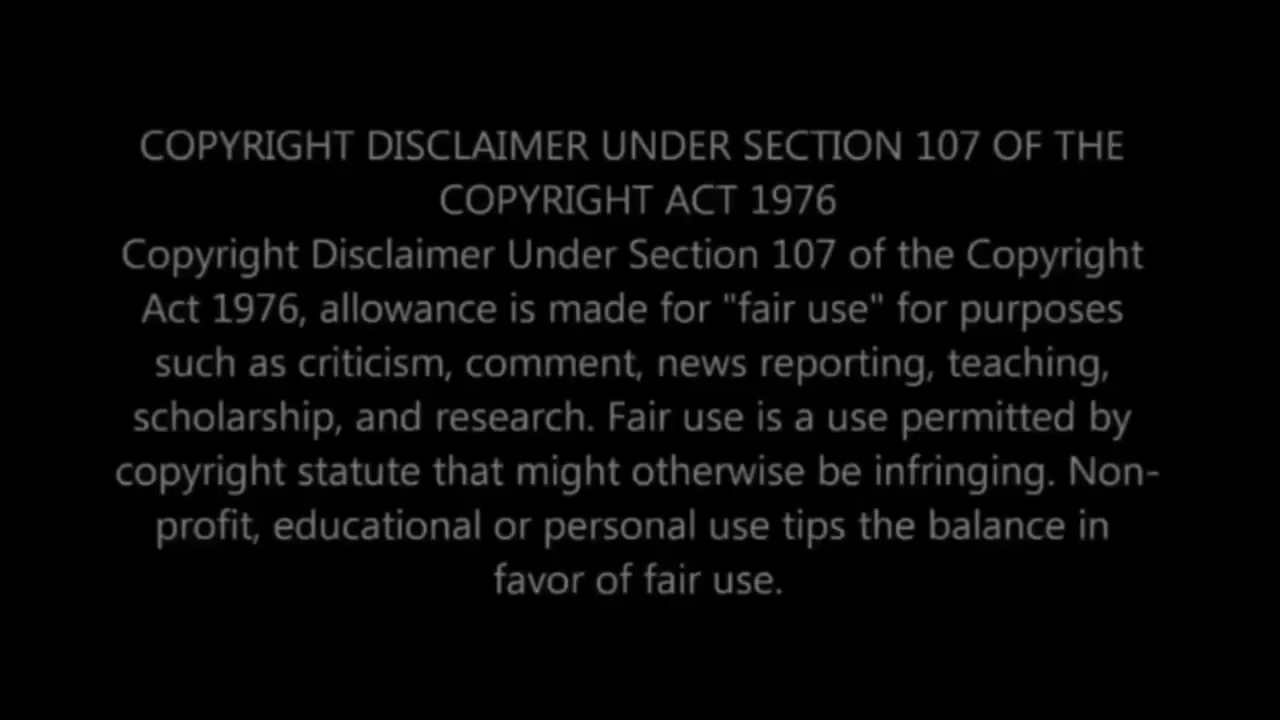 COPYRIGHT DISCLAIMER UNDER SECTION 107 OF THE
COPYRIGHT ACT 1976
Copyright Disclaimer Under Section 107 of the Copyright
Act 1976, allowance is made for "fair use" for purposes
such as criticism, comment, news reporting, teaching,
scholarship, and research. Fair use is a use permitted by
copyright statute that might otherwise be infringing. Non-
profit, educational or personal use tips the balance in
favor of fair use.